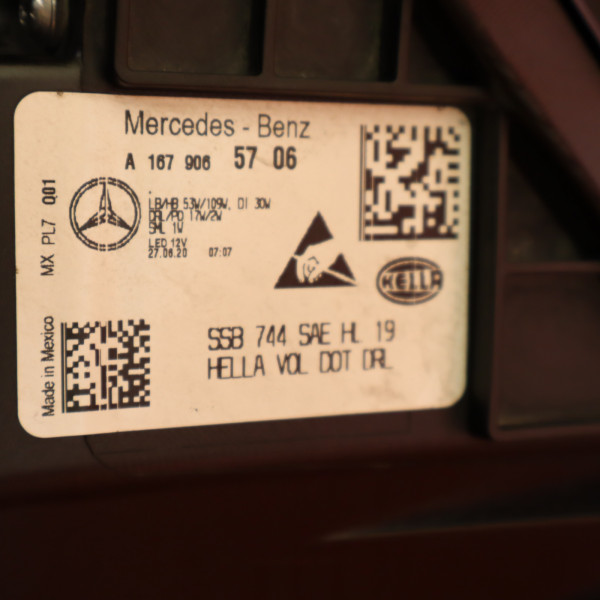 Mercedes - Benz
A 167 906 57 06
LB/HB 53W/109W, DI 30W
DRL/PO 17W/2W
SML 1W
LED 12V
27.08.20 07:07
HELLA
SSB 744 SAE HL 19
HELLA VOL DOT DRL
MX PL7 Q01
Made in Mexico